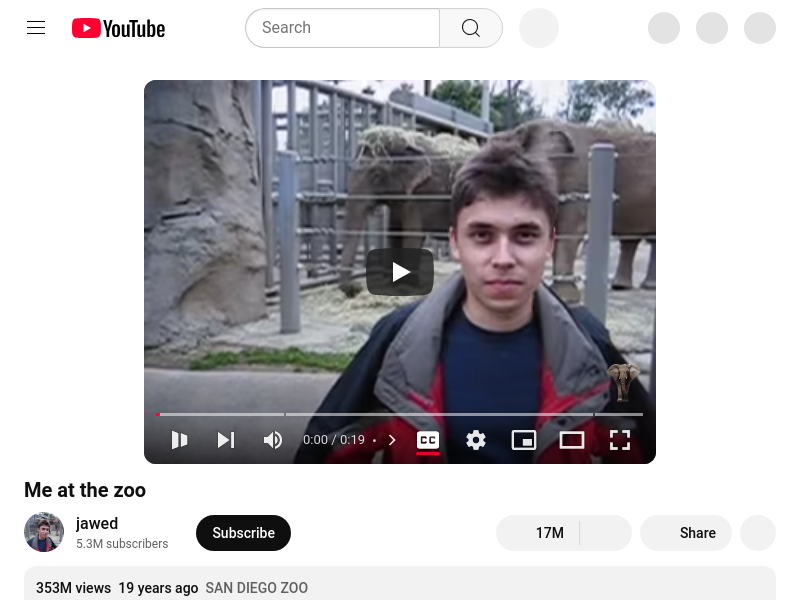 YouTube
Search
0:00 / 0:19
CC
Me at the zoo
jawed
5.3M subscribers
Subscribe
17M
Share
353M views 19 years ago SAN DIEGO ZOO